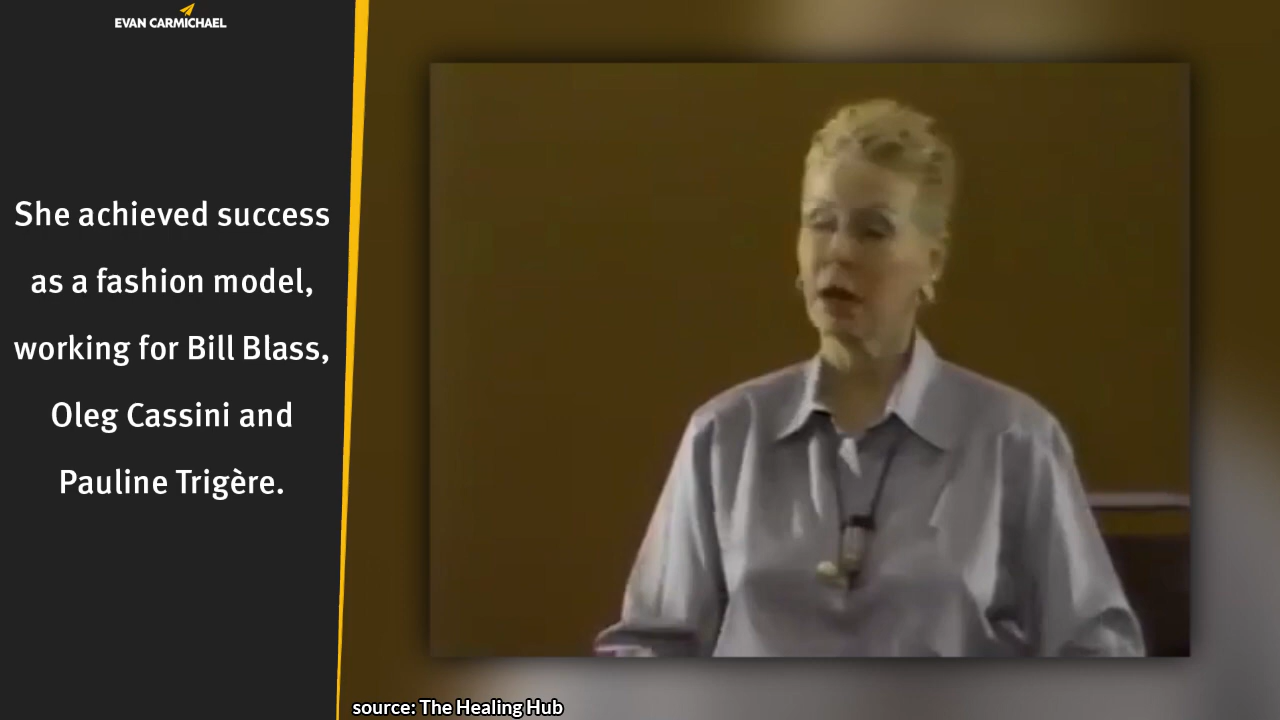 EVAN CARMICHAEL
She achieved success
as a fashion model,
working for Bill Blass,
Oleg Cassini and
Pauline Trigère.
source: The Healing Hub